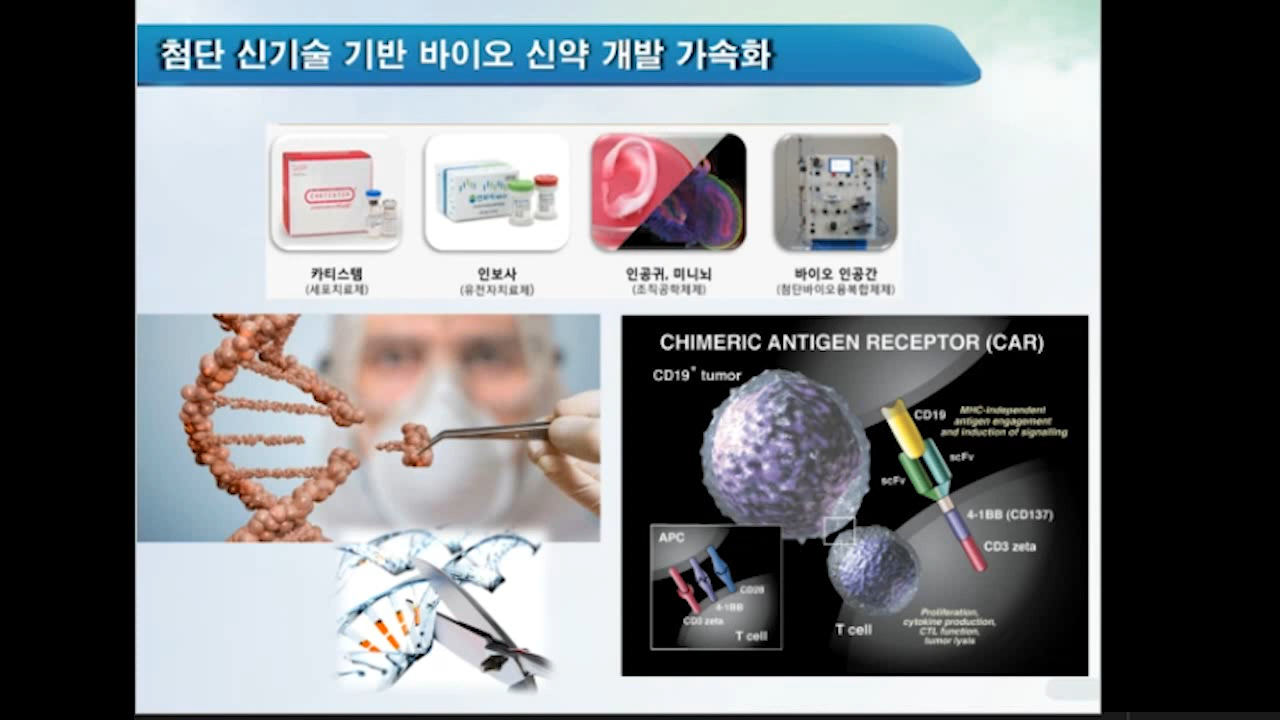 첨단 신기술 기반 바이오 신약 개발 가속화
CARTISTEM
카티스템
(세포치료제)
인보사
(유전자치료제)
인공귀, 미니뇌
(조직공학제제)
바이오 인공간
(첨단바이오융복합제제)
CHIMERIC ANTIGEN RECEPTOR (CAR)
CD19+ tumor
CD19
MHC-independent
antigen engagement
and induction of signalling
scFv
scFv
4-1BB (CD137)
CD3 zeta
APC
CD28
4-1BB
CD3 zeta
T cell
T cell
Proliferation,
cytokine production,
CTL function,
tumor lysis